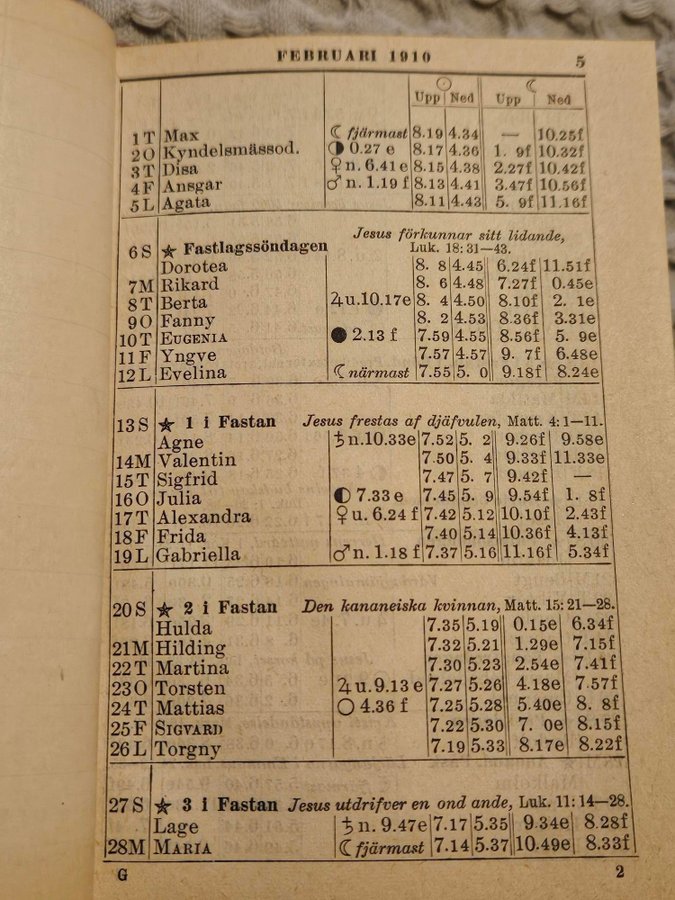 FEBRUARI 1910 5
☉ ☾
Upp Ned Upp Ned
1 T Max ☾ fjärmast 8.19 4.34 — 10.25f
2 O Kyndelsmässod. ◑ 0.27 e 8.17 4.36 1. 9f 10.32f
3 T Disa ♀ n. 6.41 e 8.15 4.38 2.27f 10.42f
4 F Ansgar ♂ n. 1.19 f 8.13 4.41 3.47f 10.56f
5 L Agata 8.11 4.43 5. 9f 11.16f
Jesus förkunnar sitt lidande,
6 S ★ Fastlagssöndagen Luk. 18: 31—43.
Dorotea 8. 8 4.45 6.24f 11.51f
7 M Rikard 8. 6 4.48 7.27f 0.45e
8 T Berta ♃ u. 10.17e 8. 4 4.50 8.10f 2. 1e
9 O Fanny 8. 2 4.53 8.36f 3.31e
10 T EUGENIA ● 2.13 f 7.59 4.55 8.56f 5. 9e
11 F Yngve 7.57 4.57 9. 7f 6.48e
12 L Evelina ☾ närmast 7.55 5. 0 9.18f 8.24e
13 S ★ 1 i Fastan Jesus frestas af djäfvulen, Matt. 4: 1—11.
Agne ♄ n. 10.33e 7.52 5. 2 9.26f 9.58e
14 M Valentin 7.50 5. 4 9.33f 11.33e
15 T Sigfrid 7.47 5. 7 9.42f —
16 O Julia ◐ 7.33 e 7.45 5. 9 9.54f 1. 8f
17 T Alexandra ♀ u. 6.24 f 7.42 5.12 10.10f 2.43f
18 F Frida 7.40 5.14 10.36f 4.13f
19 L Gabriella ♂ n. 1.18 f 7.37 5.16 11.16f 5.34f
20 S ★ 2 i Fastan Den kananeiska kvinnan, Matt. 15: 21—28.
Hulda 7.35 5.19 0.15e 6.34f
21 M Hilding 7.32 5.21 1.29e 7.15f
22 T Martina 7.30 5.23 2.54e 7.41f
23 O Torsten ♃ u. 9.13 e 7.27 5.26 4.18e 7.57f
24 T Mattias ○ 4.36 f 7.25 5.28 5.40e 8. 8f
25 F SIGVARD 7.22 5.30 7. 0e 8.15f
26 L Torgny 7.19 5.33 8.17e 8.22f
27 S ★ 3 i Fastan Jesus utdrifver en ond ande, Luk. 11: 14—28.
Lage ♄ n. 9.47e 7.17 5.35 9.34e 8.28f
28 M MARIA ☾ fjärmast 7.14 5.37 10.49e 8.33f
G 2